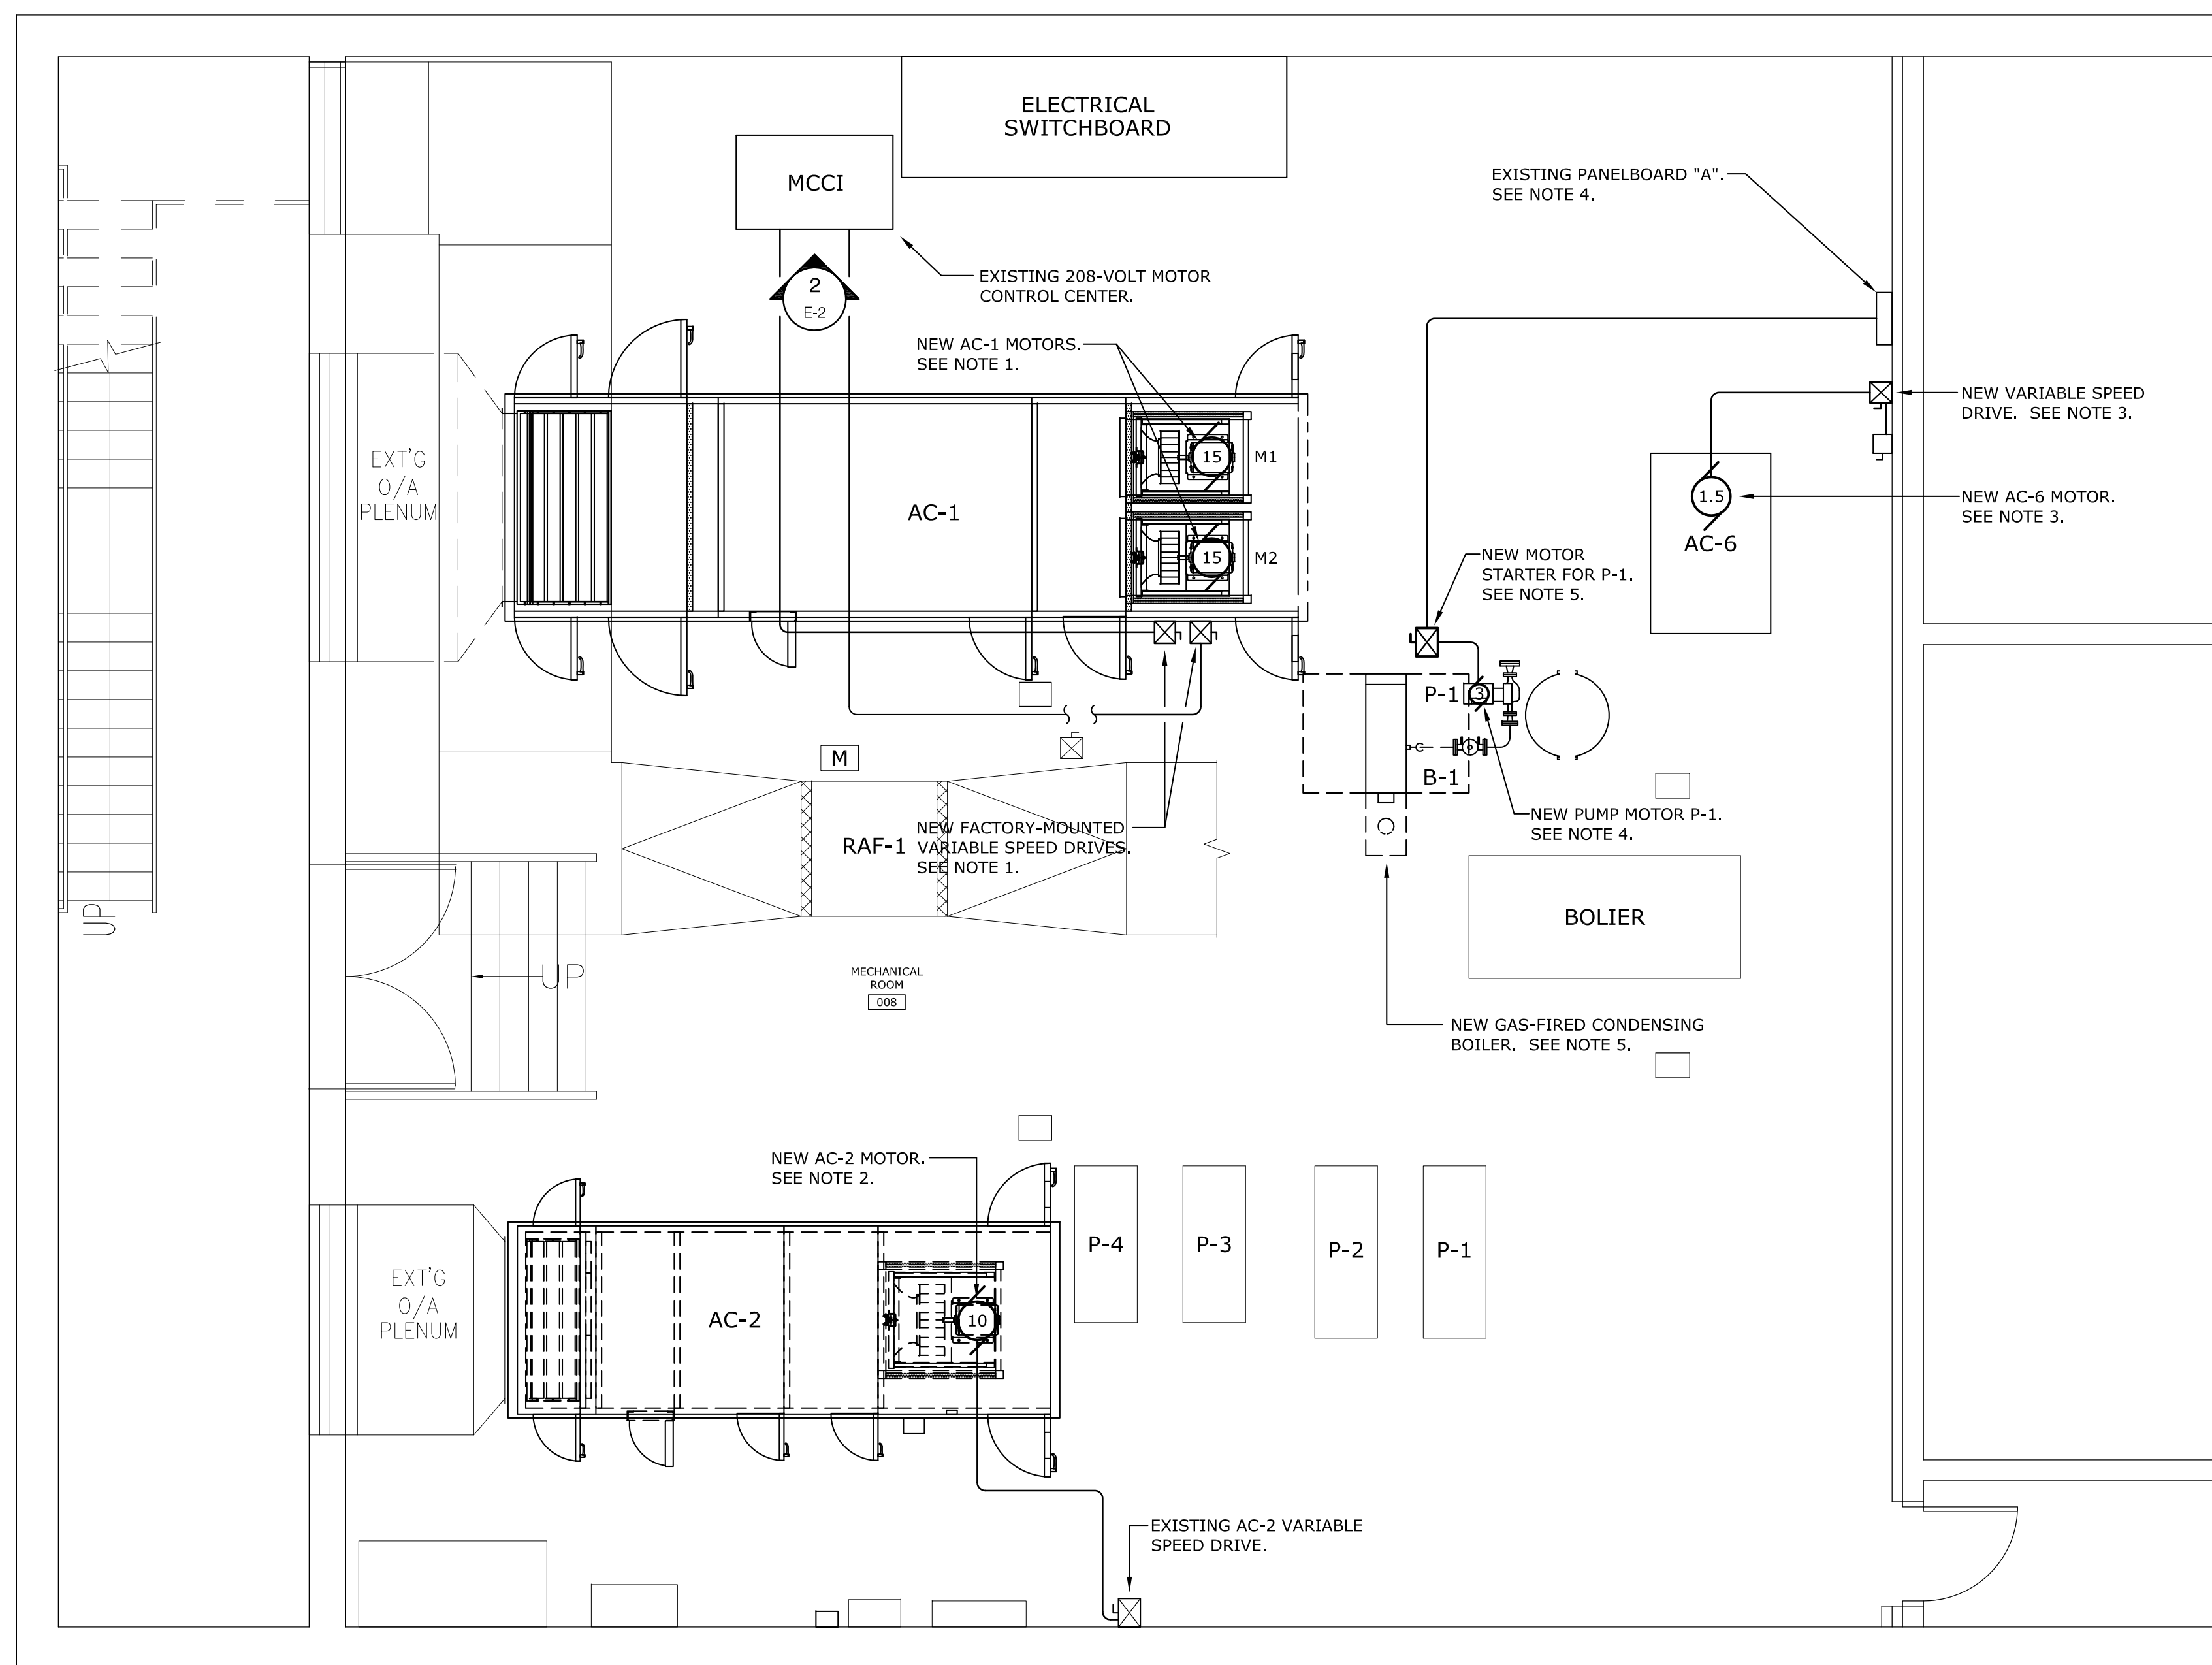 ELECTRICAL
SWITCHBOARD
MCCI
EXISTING PANELBOARD "A".
SEE NOTE 4.
2
E-2
EXISTING 208-VOLT MOTOR
CONTROL CENTER.
NEW AC-1 MOTORS.
SEE NOTE 1.
NEW VARIABLE SPEED
DRIVE. SEE NOTE 3.
EXT'G
O/A
PLENUM
AC-1
15
M1
15
M2
1.5
AC-6
NEW AC-6 MOTOR.
SEE NOTE 3.
NEW MOTOR
STARTER FOR P-1.
SEE NOTE 5.
P-1
3
B-1
M
RAF-1
NEW FACTORY-MOUNTED
VARIABLE SPEED DRIVES.
SEE NOTE 1.
NEW PUMP MOTOR P-1.
SEE NOTE 4.
UP
BOLIER
UP
MECHANICAL
ROOM
008
NEW GAS-FIRED CONDENSING
BOILER. SEE NOTE 5.
NEW AC-2 MOTOR.
SEE NOTE 2.
P-4
P-3
P-2
P-1
EXT'G
O/A
PLENUM
AC-2
10
EXISTING AC-2 VARIABLE
SPEED DRIVE.